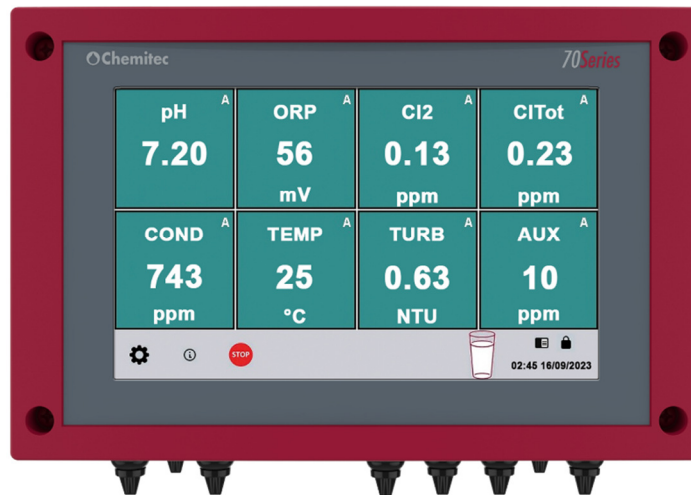 Chemitec
70Series
pH A
7.20
ORP A
56
mV
Cl2 A
0.13
ppm
ClTot A
0.23
ppm
COND A
743
ppm
TEMP A
25
°C
TURB A
0.63
NTU
AUX A
10
ppm
STOP
02:45 16/09/2023